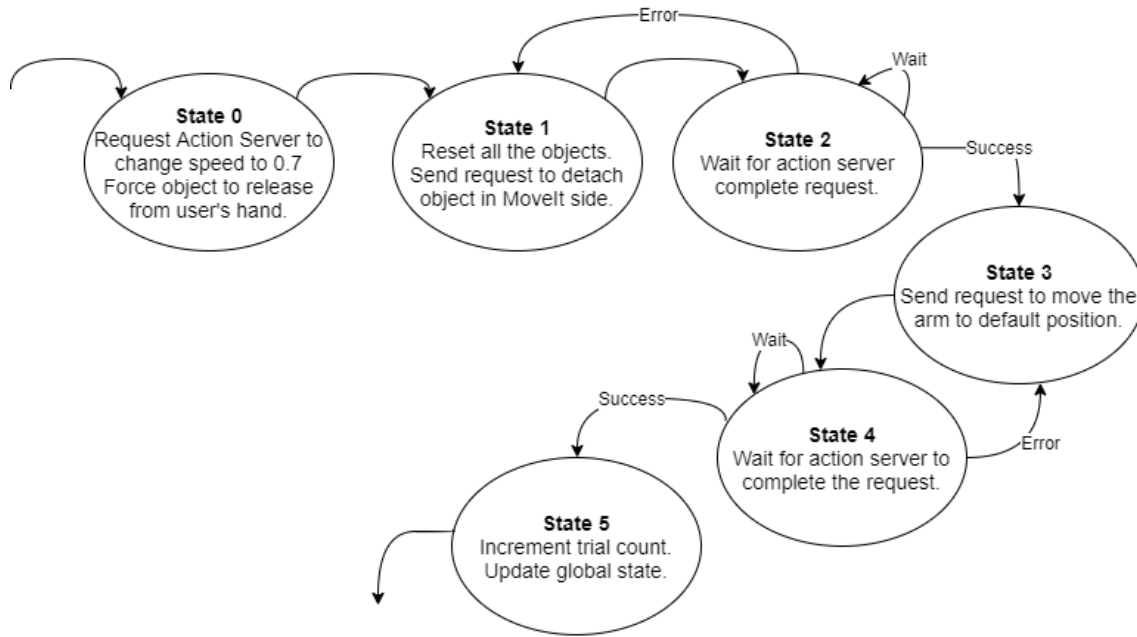 Error
Wait
State 0
Request Action Server to
change speed to 0.7
Force object to release
from user's hand.
State 1
Reset all the objects.
Send request to detach
object in MoveIt side.
State 2
Wait for action server
complete request.
Success
State 3
Send request to move the
arm to default position.
Wait
Success
State 4
Wait for action server to
complete the request.
Error
State 5
Increment trial count.
Update global state.